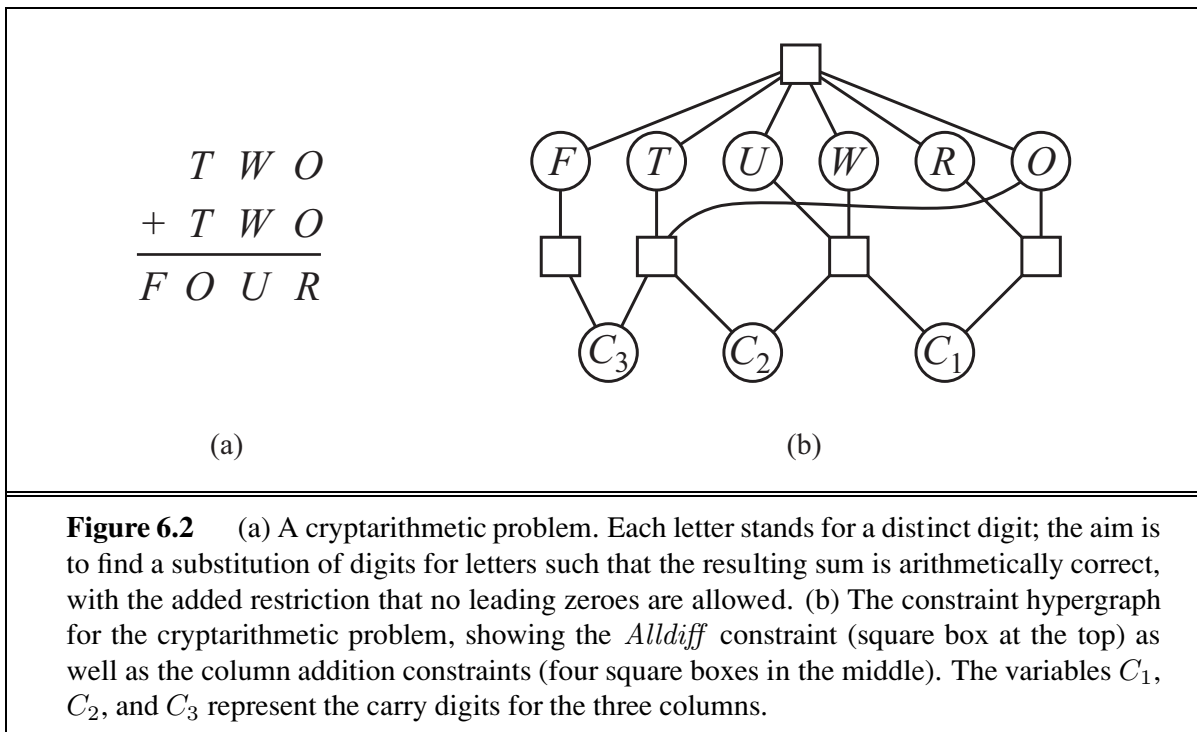 T W O
+ T W O
F O U R
(a)
F T U W R O
C₃ C₂ C₁
(b)
Figure 6.2 (a) A cryptarithmetic problem. Each letter stands for a distinct digit; the aim is
to find a substitution of digits for letters such that the resulting sum is arithmetically correct,
with the added restriction that no leading zeroes are allowed. (b) The constraint hypergraph
for the cryptarithmetic problem, showing the Alldiff constraint (square box at the top) as
well as the column addition constraints (four square boxes in the middle). The variables C₁,
C₂, and C₃ represent the carry digits for the three columns.